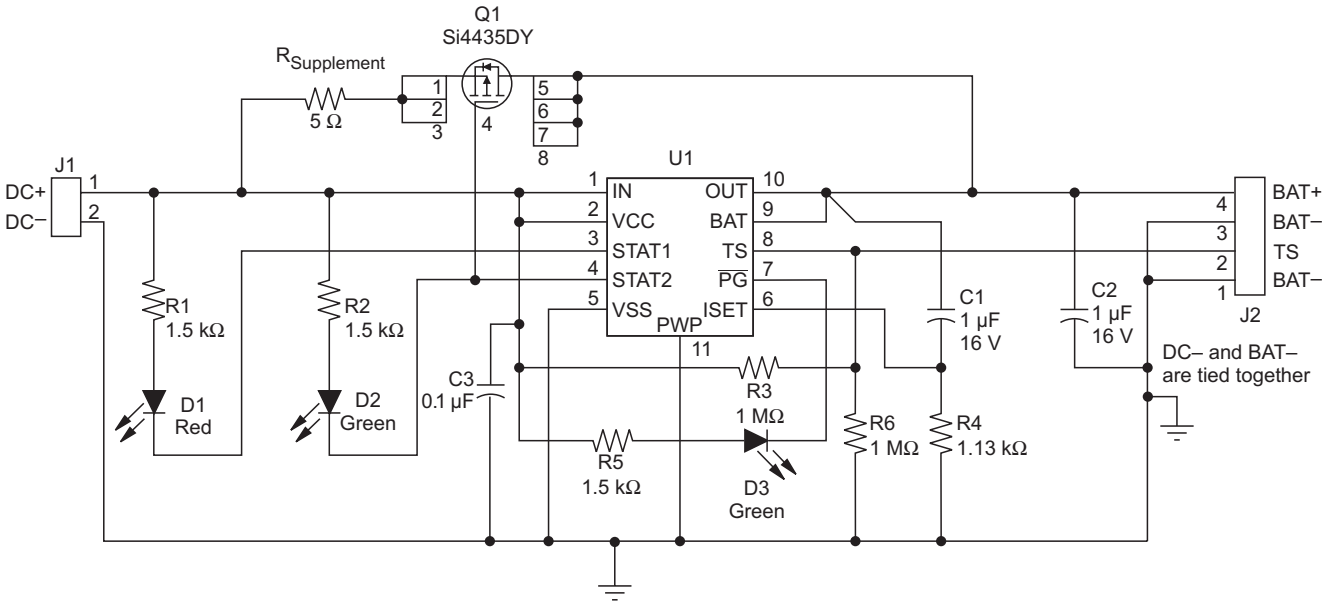 Q1
Si4435DY
RSupplement
5 Ω
1
2
3
4
5
6
7
8
J1
DC+
1
DC–
2
U1
1
IN
OUT
10
2
VCC
BAT
9
3
STAT1
TS
8
4
STAT2
PG
7
5
VSS
ISET
6
PWP
11
BAT+
4
BAT–
3
TS
2
BAT–
1
J2
R1
1.5 kΩ
R2
1.5 kΩ
C1
1 µF
16 V
C2
1 µF
16 V
DC– and BAT–
are tied together
D1
Red
D2
Green
C3
0.1 µF
R3
1 MΩ
R6
1 MΩ
R4
1.13 kΩ
R5
1.5 kΩ
D3
Green